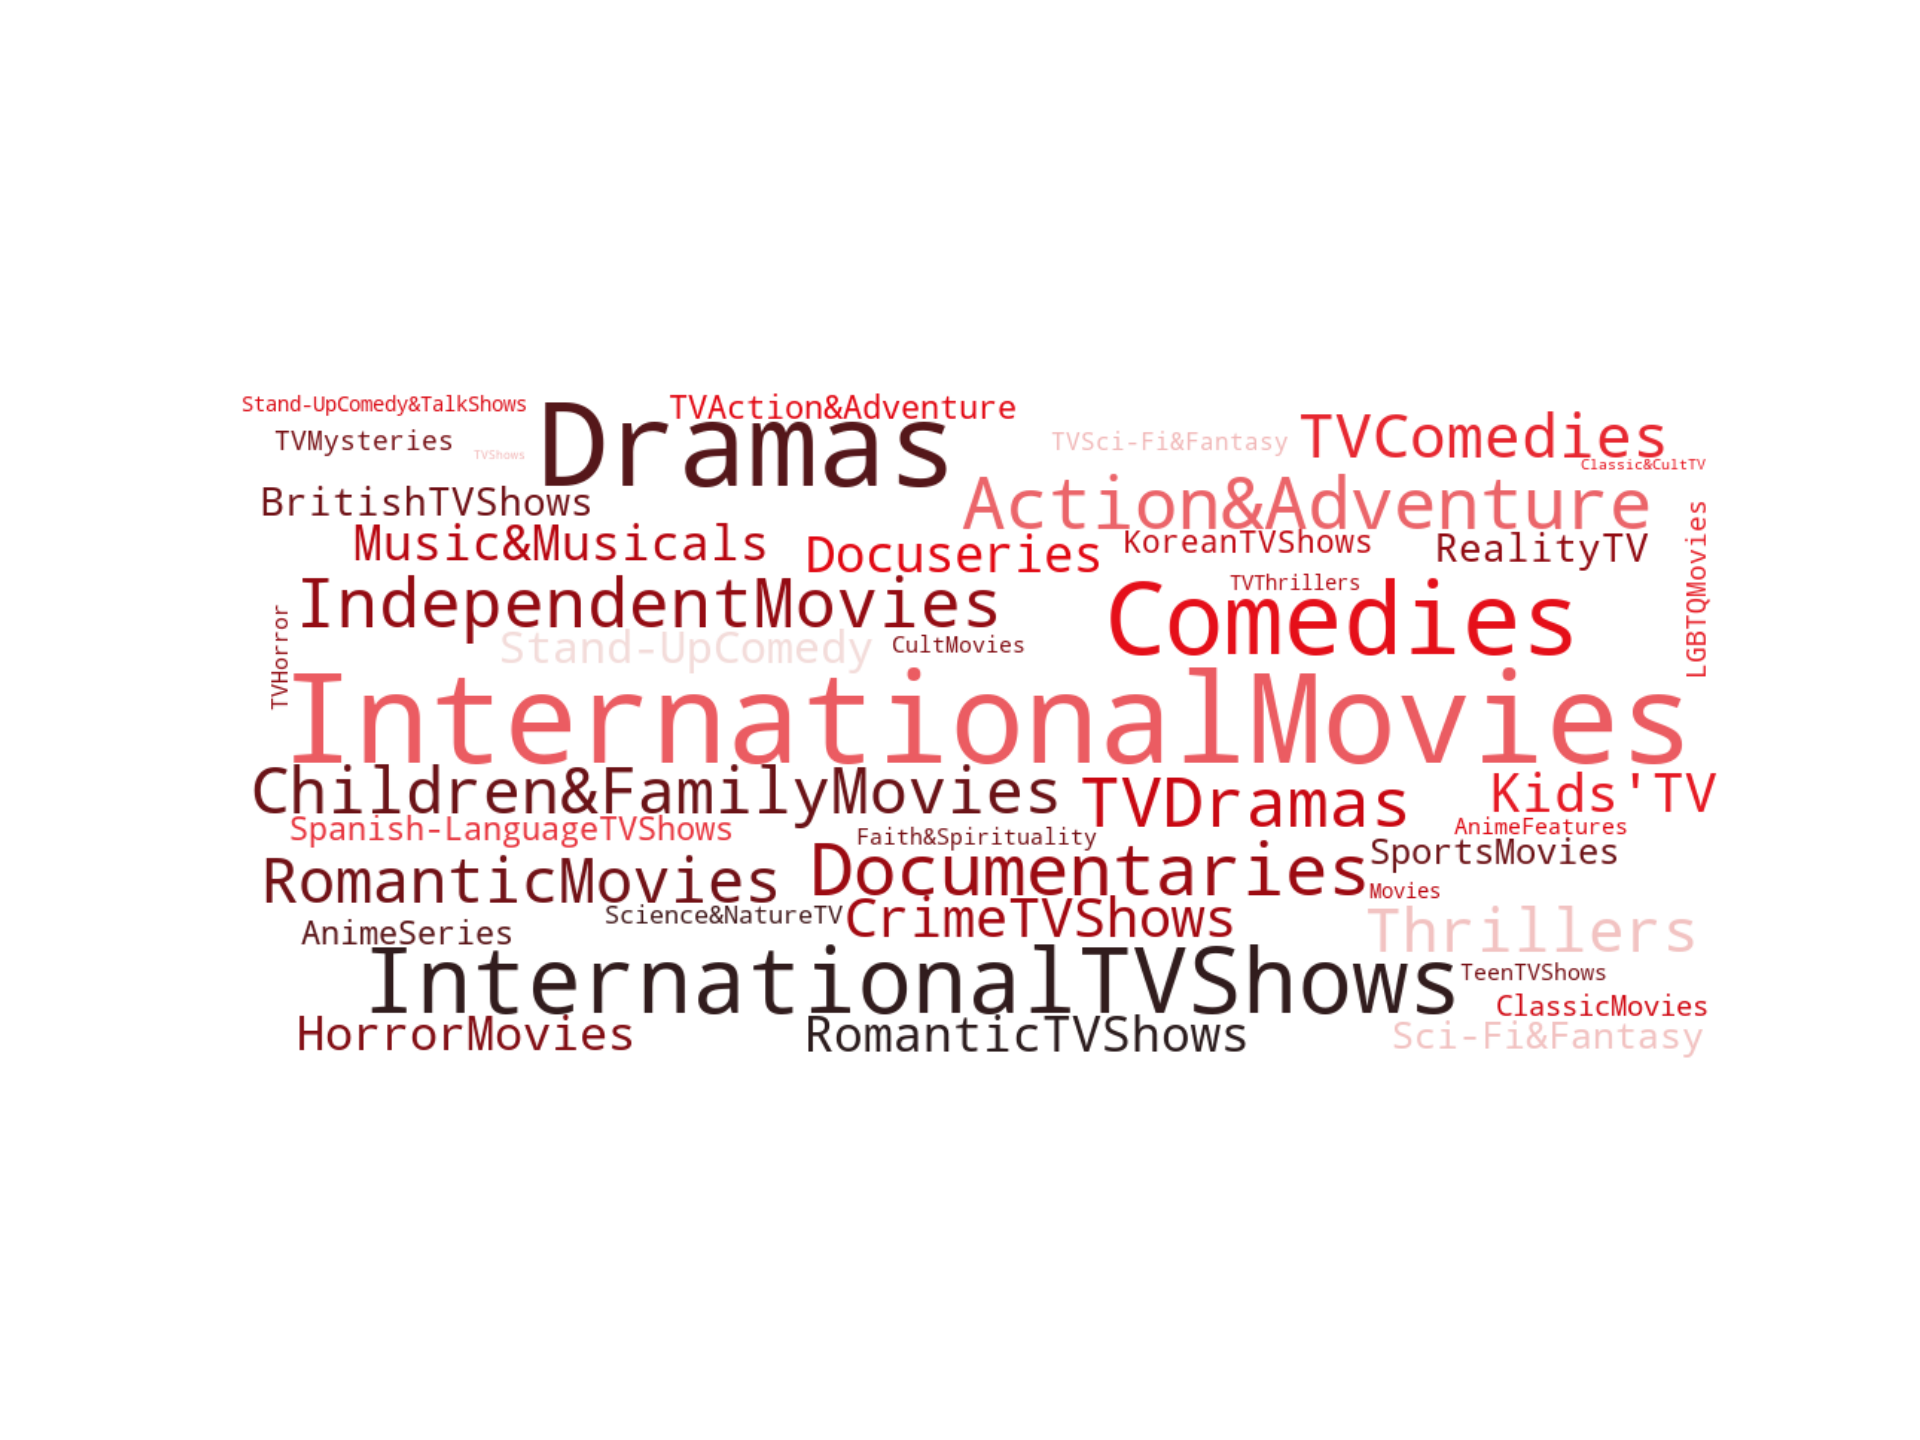 Stand-UpComedy&TalkShows
TVAction&Adventure
Dramas
TVMysteries
TVShows
TVSci-Fi&Fantasy
TVComedies
Classic&CultTV
BritishTVShows
Action&Adventure
Music&Musicals
Docuseries
KoreanTVShows
RealityTV
LGBTQMovies
TVThrillers
IndependentMovies
Comedies
Stand-UpComedy
CultMovies
TVHorror
InternationalMovies
Children&FamilyMovies
TVDramas
Kids'TV
Spanish-LanguageTVShows
Faith&Spirituality
AnimeFeatures
SportsMovies
RomanticMovies
Documentaries
Movies
Science&NatureTV
CrimeTVShows
AnimeSeries
Thrillers
InternationalTVShows
TeenTVShows
ClassicMovies
HorrorMovies
RomanticTVShows
Sci-Fi&Fantasy